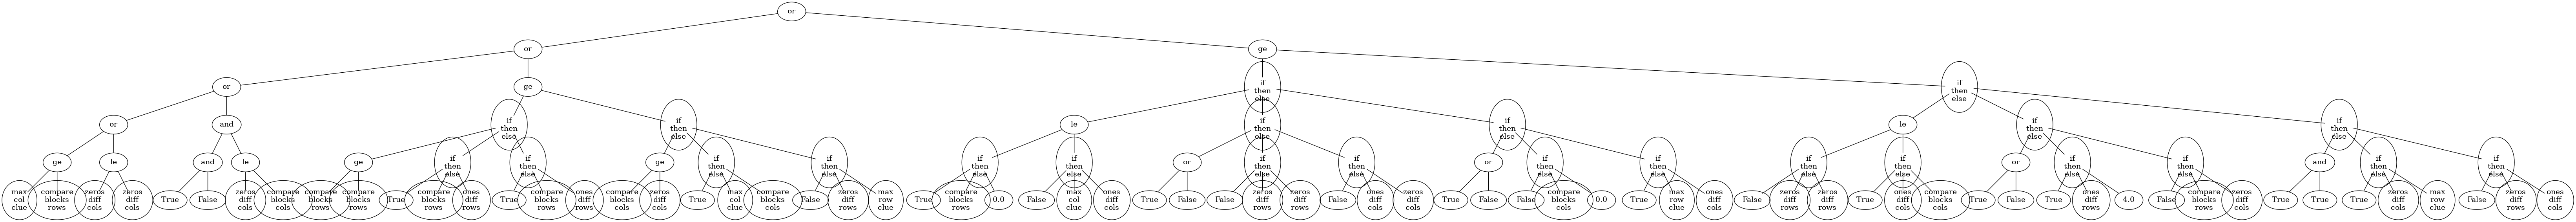 or
or
ge
or
ge
if
then
else
if
then
else
or
and
if
then
else
if
then
else
le
if
then
else
if
then
else
le
if
then
else
if
then
else
ge
le
and
le
ge
if
then
else
if
then
else
ge
if
then
else
if
then
else
if
then
else
if
then
else
or
if
then
else
if
then
else
or
if
then
else
if
then
else
if
then
else
if
then
else
or
if
then
else
if
then
else
and
if
then
else
if
then
else
max
col
clue
compare
blocks
rows
zeros
diff
cols
zeros
diff
cols
True
False
zeros
diff
cols
compare
blocks
cols
compare
blocks
rows
compare
blocks
rows
True
compare
blocks
rows
ones
diff
rows
True
compare
blocks
rows
ones
diff
rows
compare
blocks
cols
zeros
diff
cols
True
max
col
clue
compare
blocks
cols
False
zeros
diff
rows
max
row
clue
True
compare
blocks
rows
0.0
False
max
col
clue
ones
diff
cols
True
False
False
zeros
diff
rows
zeros
diff
rows
False
ones
diff
cols
zeros
diff
cols
True
False
False
compare
blocks
cols
0.0
True
max
row
clue
ones
diff
cols
False
zeros
diff
rows
zeros
diff
rows
True
ones
diff
cols
compare
blocks
cols
True
False
True
ones
diff
rows
4.0
False
compare
blocks
rows
zeros
diff
cols
True
True
True
zeros
diff
cols
max
row
clue
False
zeros
diff
rows
ones
diff
cols